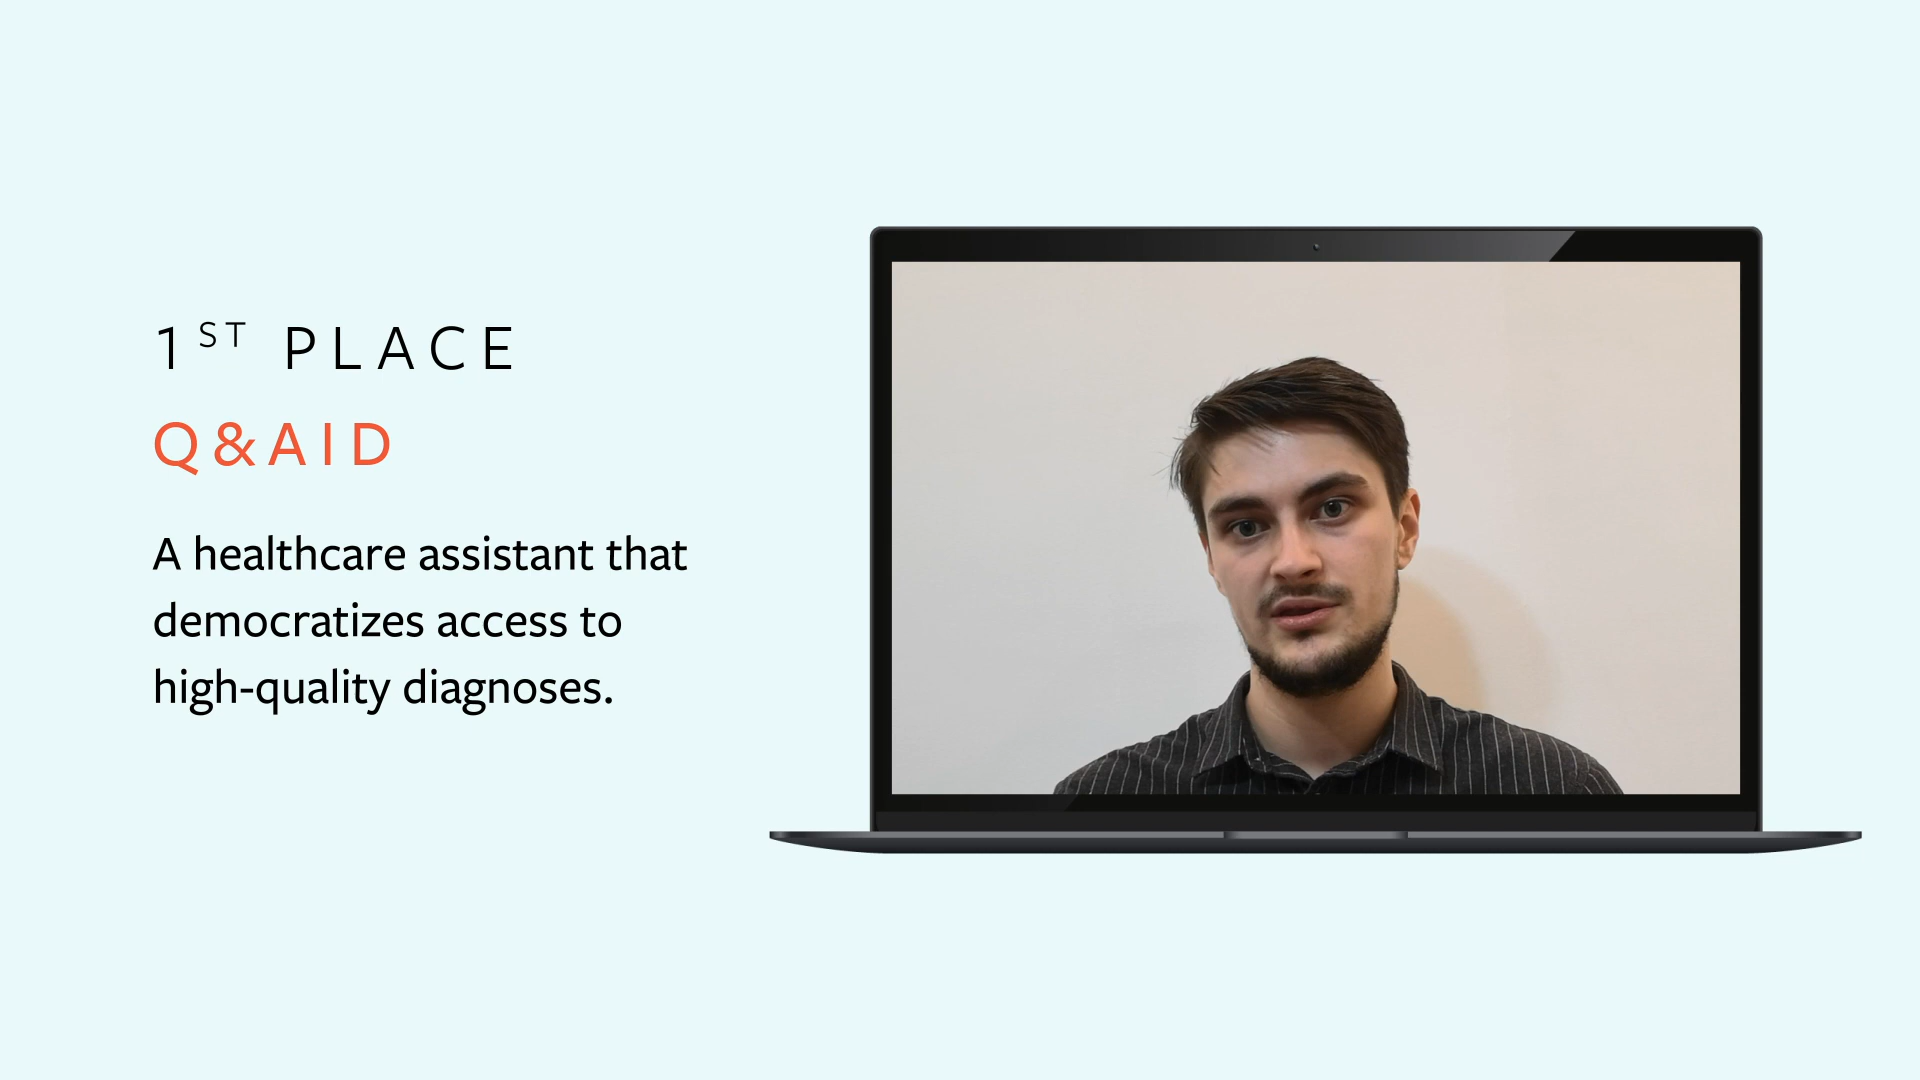 1ST PLACE
Q&AID
A healthcare assistant that
democratizes access to
high-quality diagnoses.